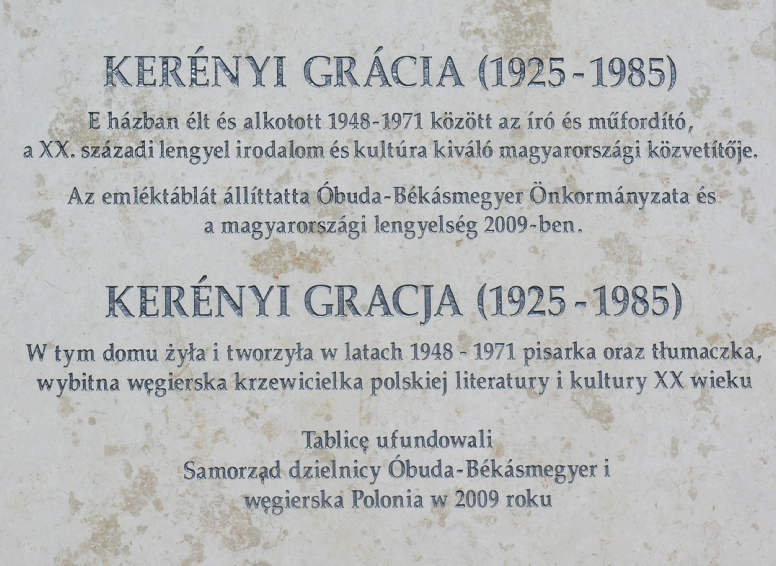 KERÉNYI GRÁCIA (1925-1985)
E házban élt és alkotott 1948-1971 között az író és műfordító,
a XX. századi lengyel irodalom és kultúra kiváló magyarországi közvetítője.
Az emléktáblát állíttatta Óbuda-Békásmegyer Önkormányzata és
a magyarországi lengyelség 2009-ben.
KERÉNYI GRACJA (1925-1985)
W tym domu żyła i tworzyła w latach 1948 - 1971 pisarka oraz tłumaczka,
wybitna węgierska krzewicielka polskiej literatury i kultury XX wieku
Tablicę ufundowali
Samorząd dzielnicy Óbuda-Békásmegyer i
węgierska Polonia w 2009 roku